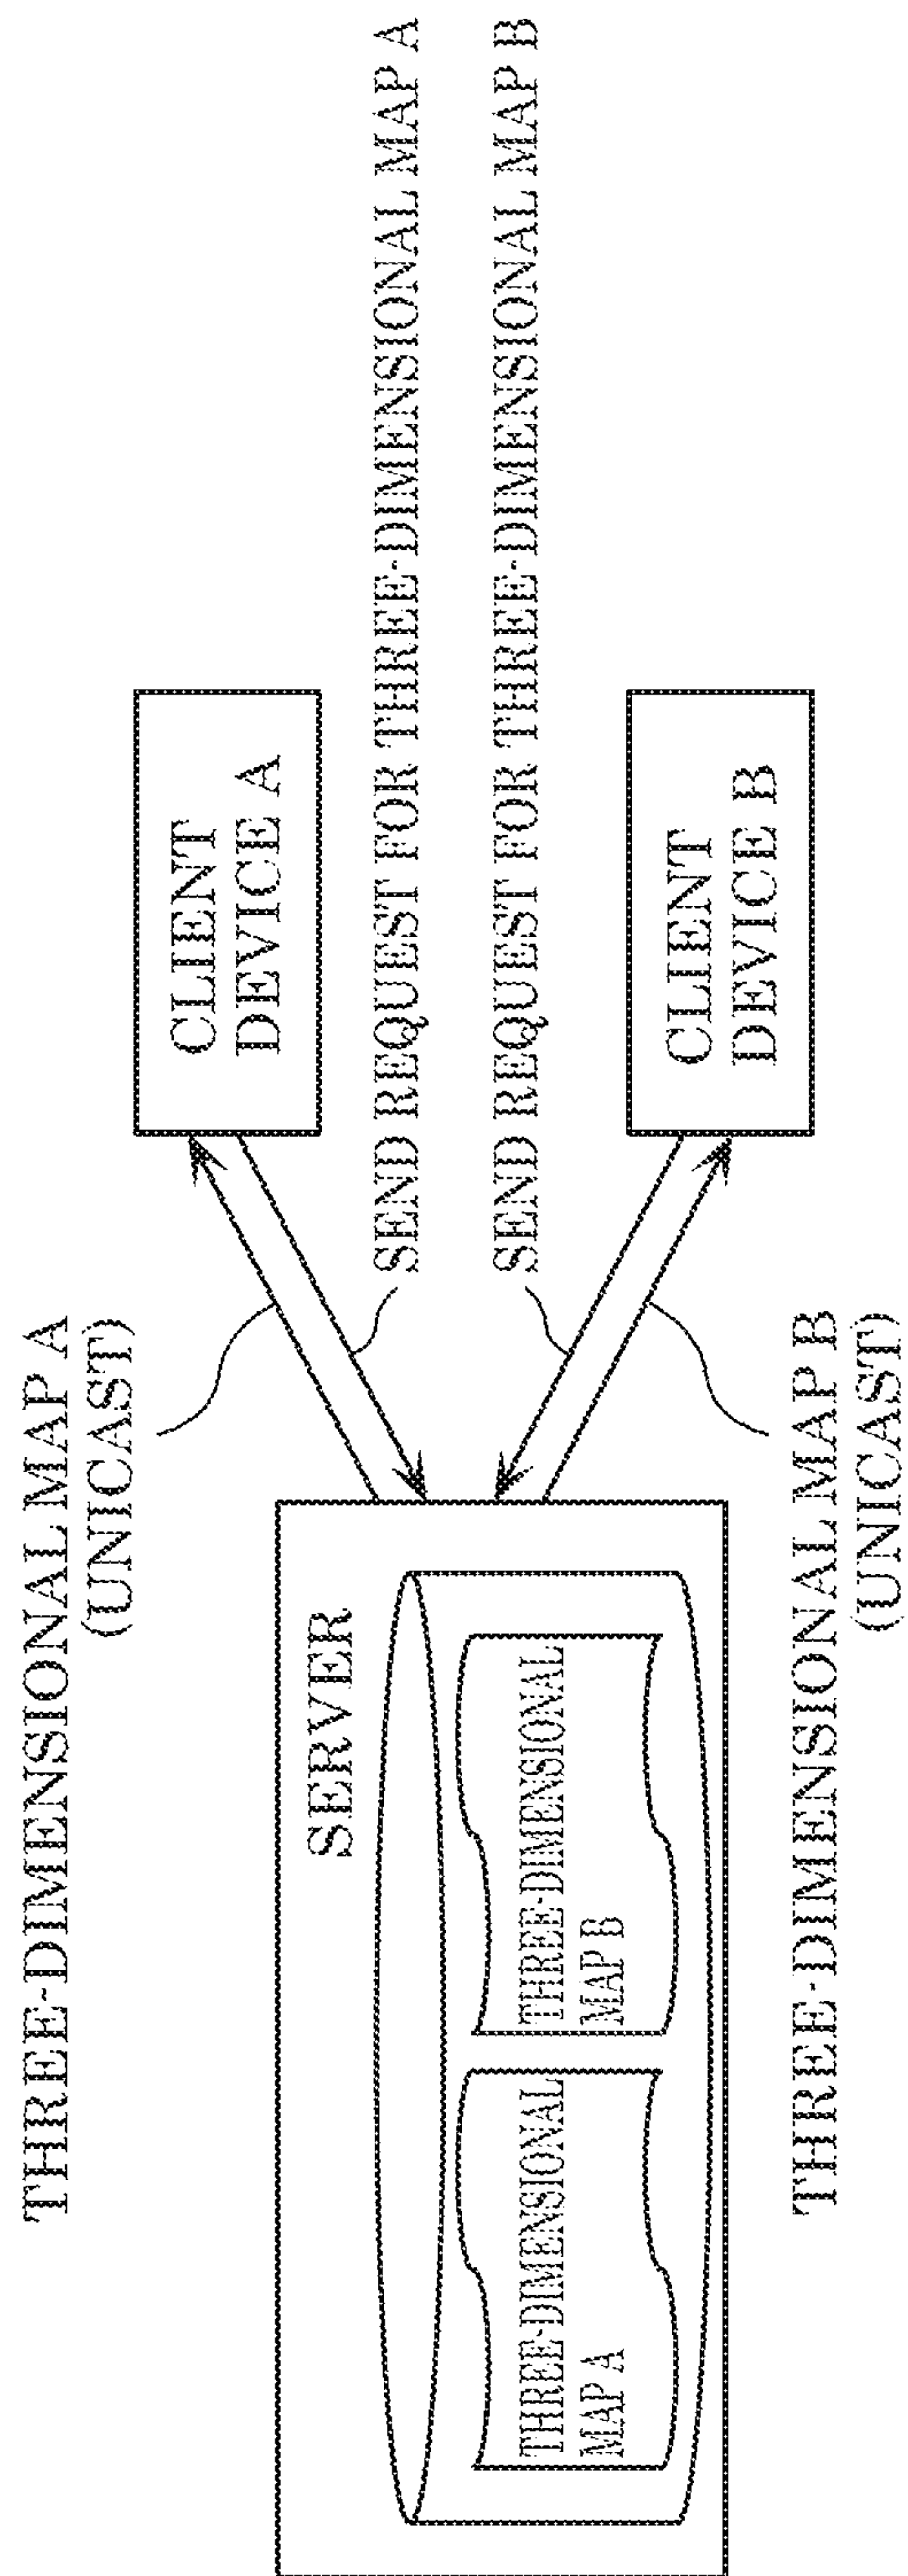 THREE-DIMENSIONAL MAP A
(UNICAST)
CLIENT
DEVICE A
SEND REQUEST FOR THREE-DIMENSIONAL MAP A
SERVER
THREE-DIMENSIONAL
MAP A
THREE-DIMENSIONAL
MAP B
SEND REQUEST FOR THREE-DIMENSIONAL MAP B
CLIENT
DEVICE B
THREE-DIMENSIONAL MAP B
(UNICAST)